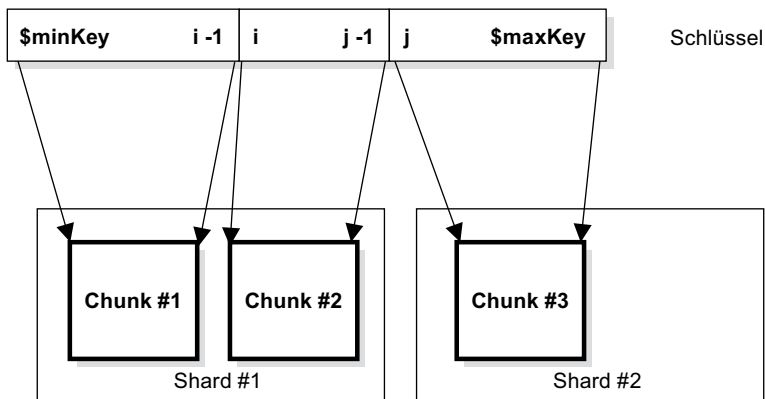 $minKey i -1 i j -1 j $maxKey Schlüssel
Chunk #1 Chunk #2 Chunk #3
Shard #1 Shard #2